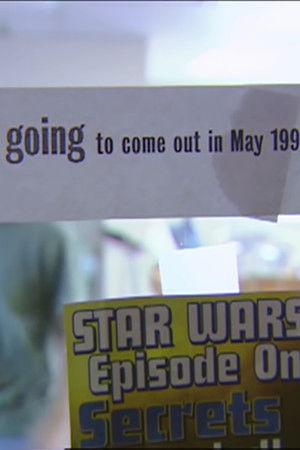 going to come out in May 199
STAR WARS
Episode On
Secrets